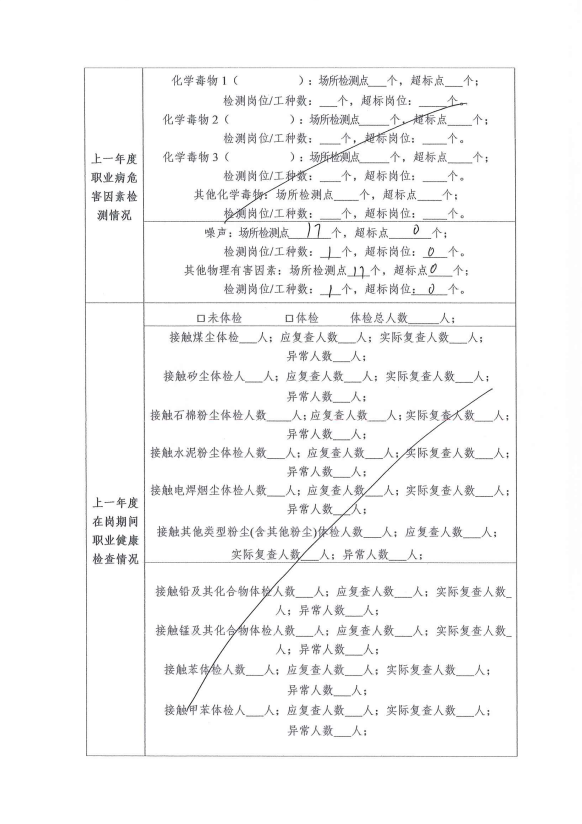 上一年度
职业病危
害因素检
测情况
化学毒物 1（　　　　）：场所检测点___个，超标点___个；
检测岗位/工种数：___个，超标岗位：____个。
化学毒物 2（　　　　）：场所检测点_____个，超标点____个；
检测岗位/工种数：____个，超标岗位：____个。
化学毒物 3（　　　　）：场所检测点____个，超标点____个；
检测岗位/工种数：____个，超标岗位：____个。
其他化学毒物：场所检测点____个，超标点____个；
检测岗位/工种数：____个，超标岗位：____个。
噪声：场所检测点 17 个，超标点 0 个；
检测岗位/工种数： 1 个，超标岗位： 0 个。
其他物理有害因素：场所检测点 17 个，超标点 0 个；
检测岗位/工种数： 1 个，超标岗位： 0 个。
上一年度
在岗期间
职业健康
检查情况
□未体检　　□体检　　体检总人数_____人；
接触煤尘体检___人；应复查人数___人；实际复查人数___人；
异常人数___人；
接触矽尘体检人___人；应复查人数___人；实际复查人数___人；
异常人数___人；
接触石棉粉尘体检人数____人；应复查人数___人；实际复查人数___人；
异常人数___人；
接触水泥粉尘体检人数___人；应复查人数___人；实际复查人数___人；
异常人数___人；
接触电焊烟尘体检人数___人；应复查人数___人；实际复查人数___人；
异常人数___人；
接触其他类型粉尘(含其他粉尘)体检人数___人；应复查人数___人；
实际复查人数___人；异常人数___人；
接触铅及其化合物体检人数___人；应复查人数___人；实际复查人数_
人；异常人数___人；
接触锰及其化合物体检人数___人；应复查人数___人；实际复查人数_
人；异常人数___人；
接触苯体检人数___人；应复查人数___人；实际复查人数___人；
异常人数___人；
接触甲苯体检人___人；应复查人数___人；实际复查人数___人；
异常人数___人；